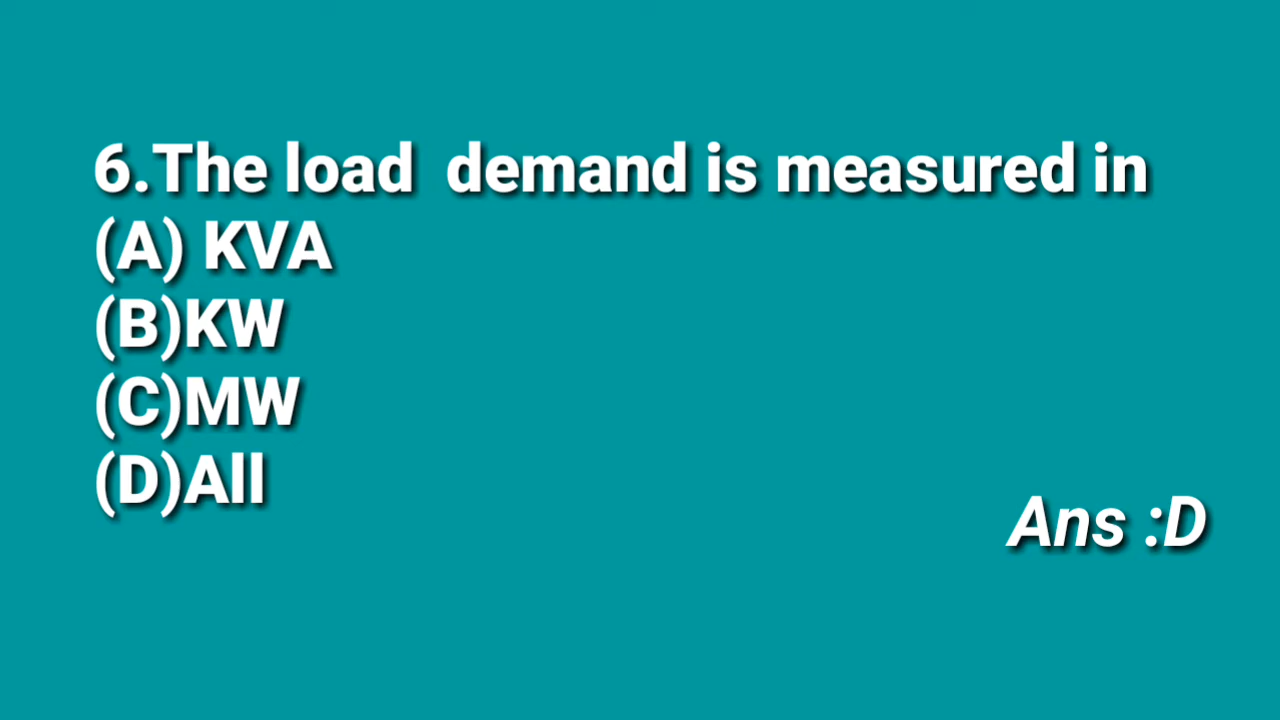 6.The load  demand is measured in
(A) KVA
(B)KW
(C)MW
(D)All
Ans :D